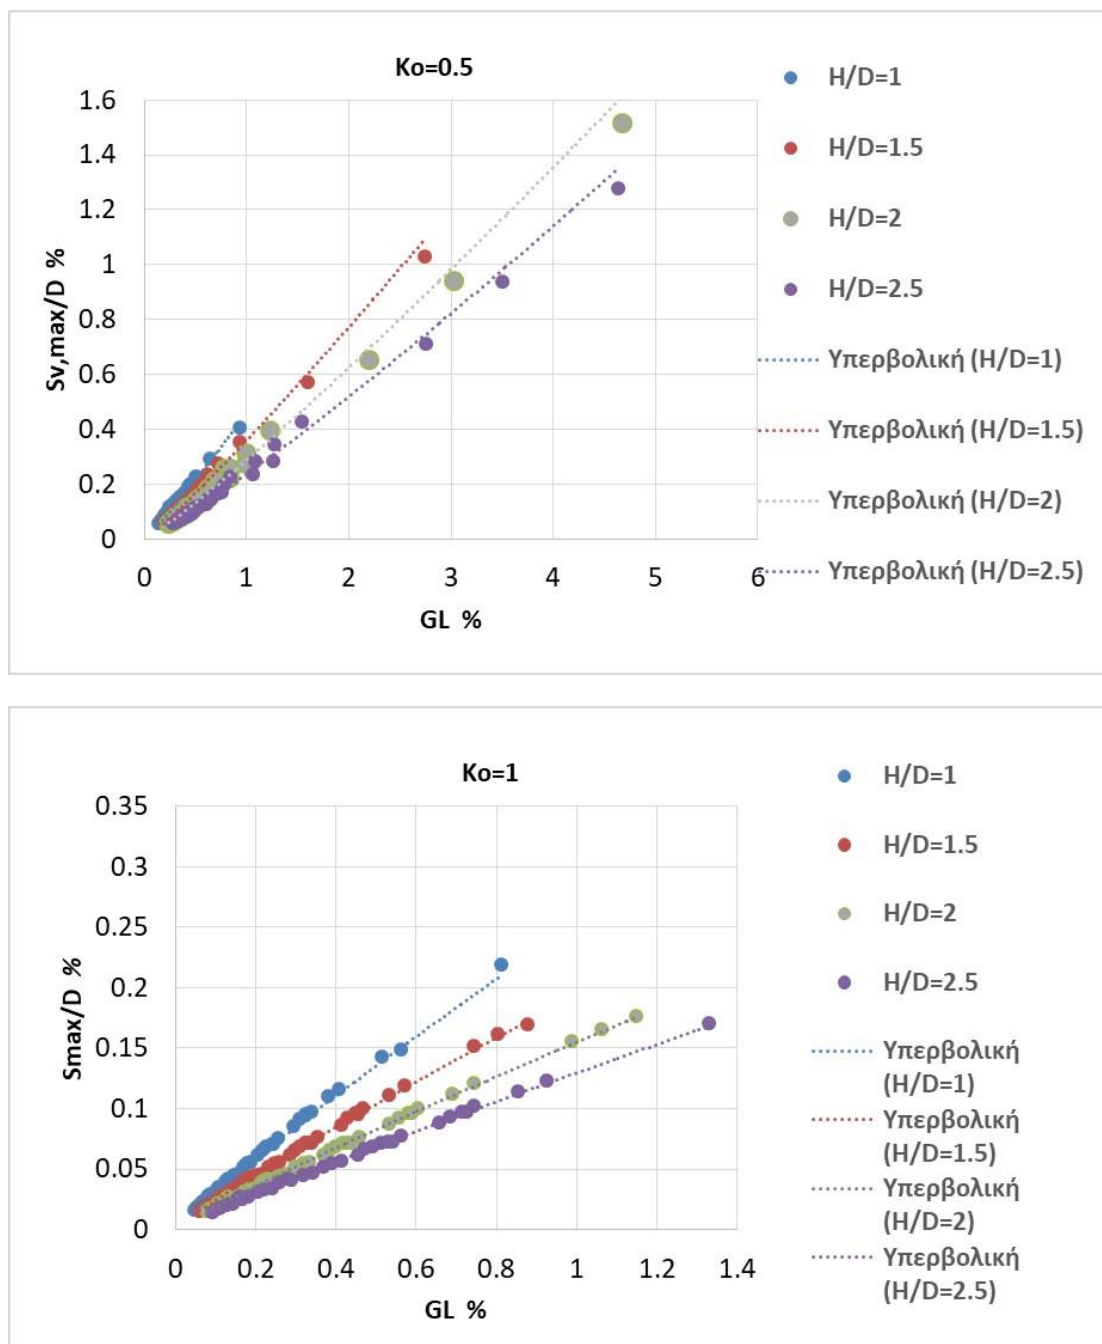 Ko=0.5
Sv,max/D %
1.6
1.4
1.2
1
0.8
0.6
0.4
0.2
0
0 1 2 3 4 5 6
GL %
H/D=1
H/D=1.5
H/D=2
H/D=2.5
Υπερβολική (H/D=1)
Υπερβολική (H/D=1.5)
Υπερβολική (H/D=2)
Υπερβολική (H/D=2.5)
Ko=1
Smax/D %
0.35
0.3
0.25
0.2
0.15
0.1
0.05
0
0 0.2 0.4 0.6 0.8 1 1.2 1.4
GL %
H/D=1
H/D=1.5
H/D=2
H/D=2.5
Υπερβολική
(H/D=1)
Υπερβολική
(H/D=1.5)
Υπερβολική
(H/D=2)
Υπερβολική
(H/D=2.5)